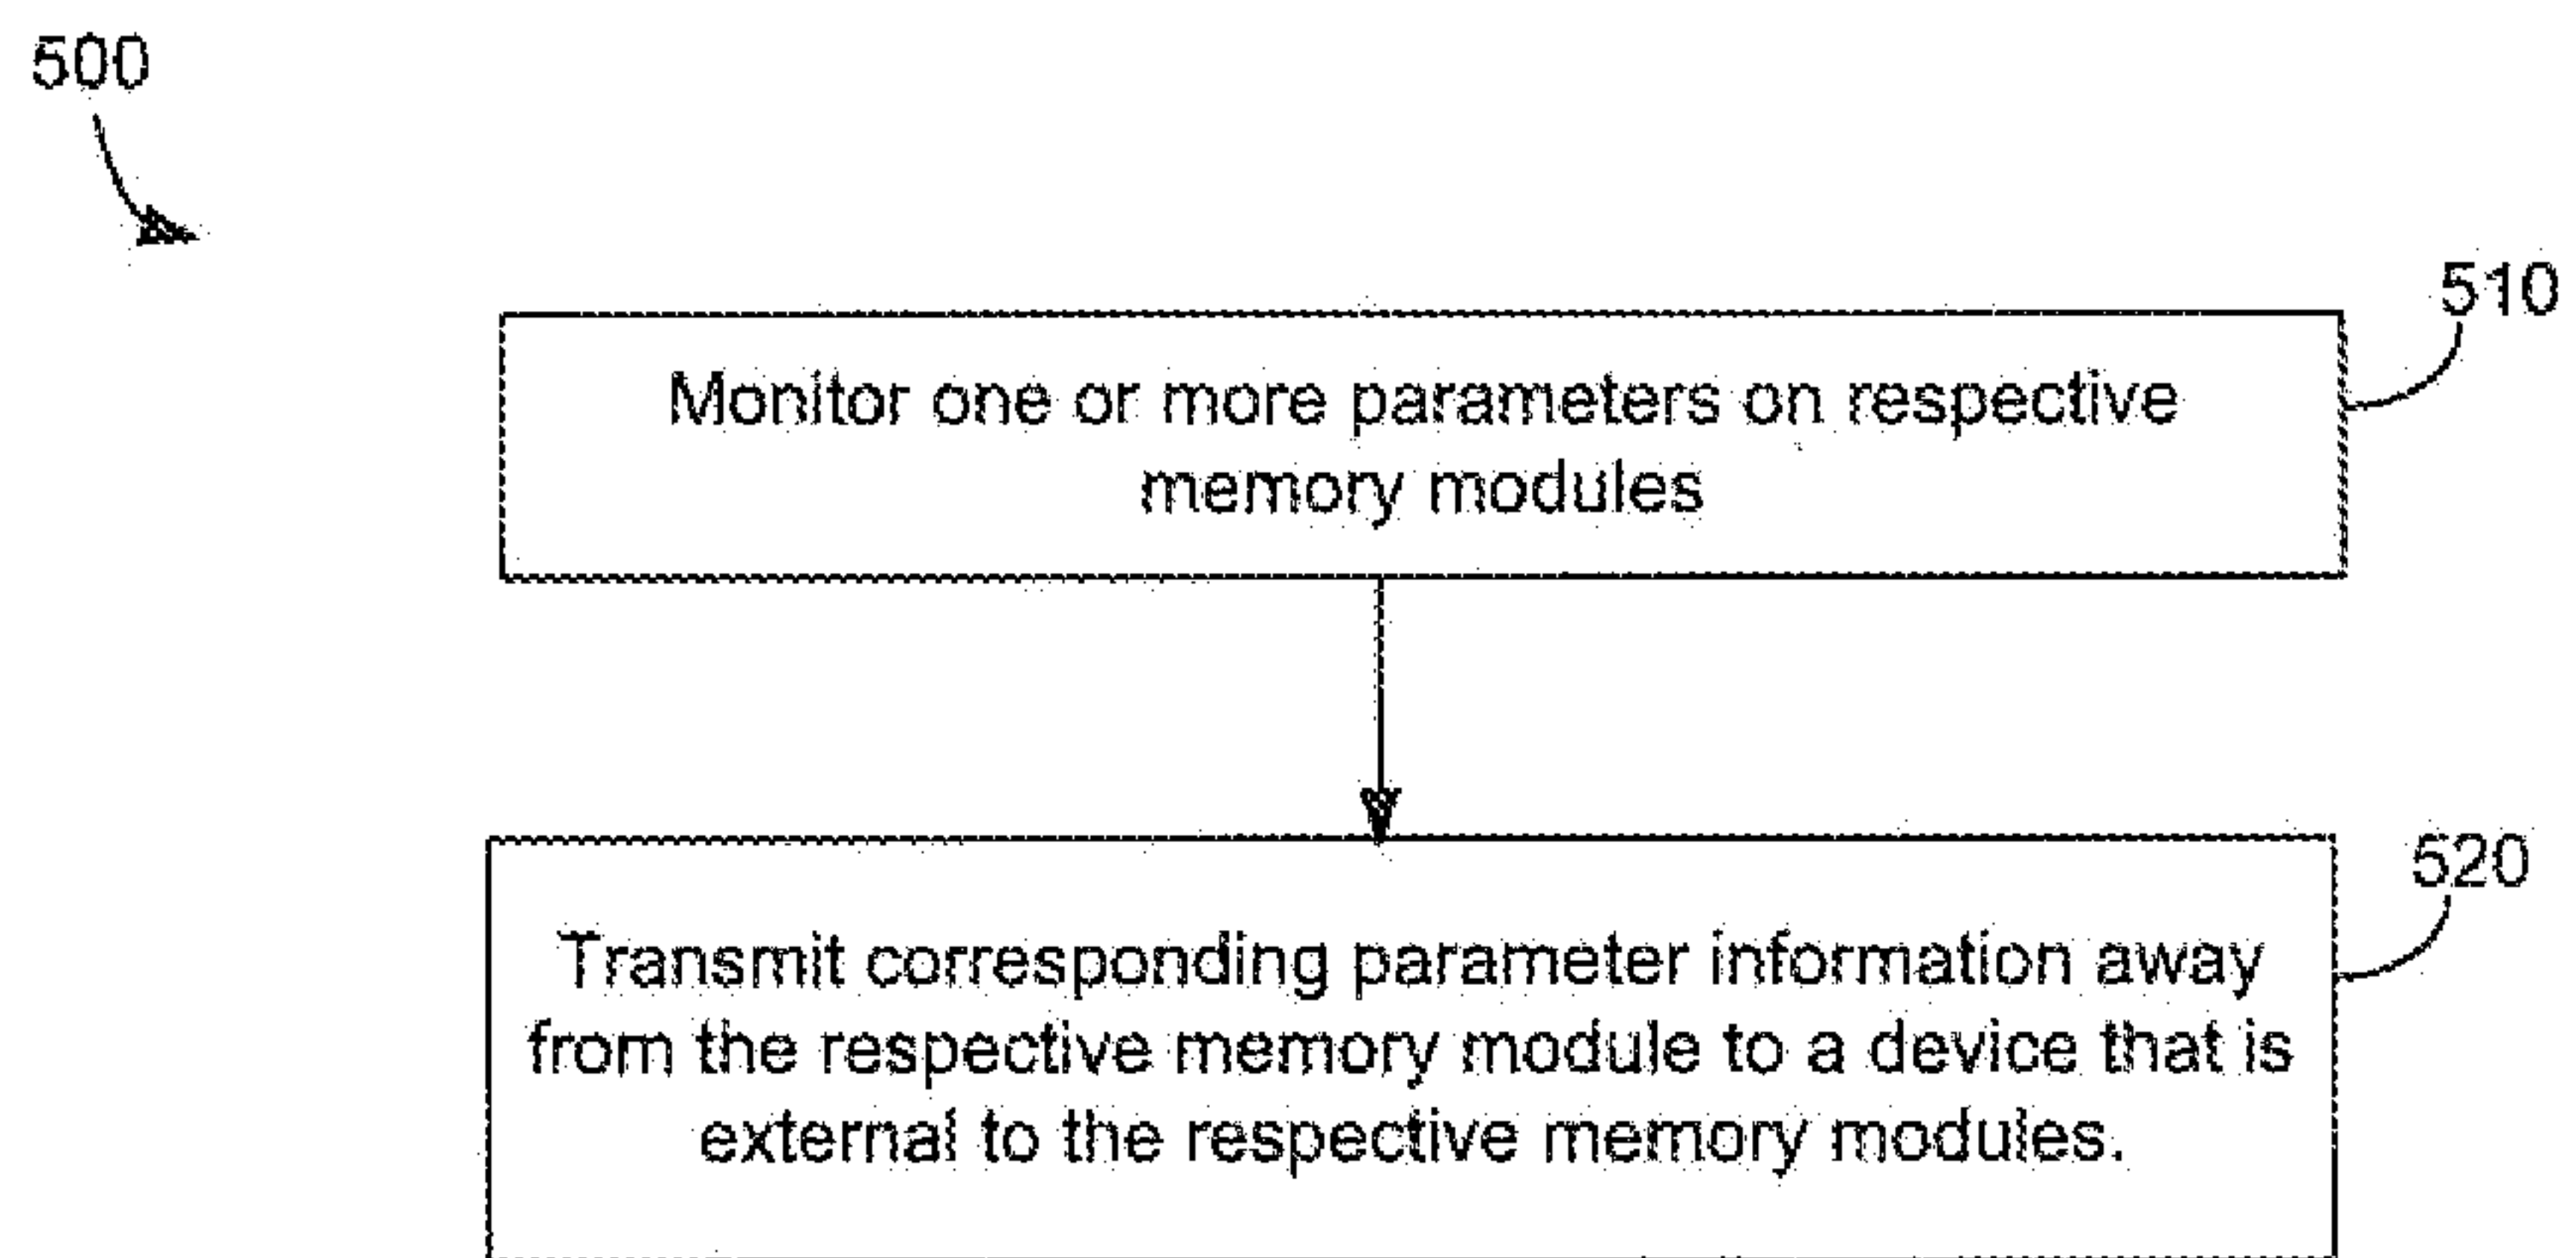 500
510
Monitor one or more parameters on respective
memory modules
520
Transmit corresponding parameter information away
from the respective memory module to a device that is
external to the respective memory modules.